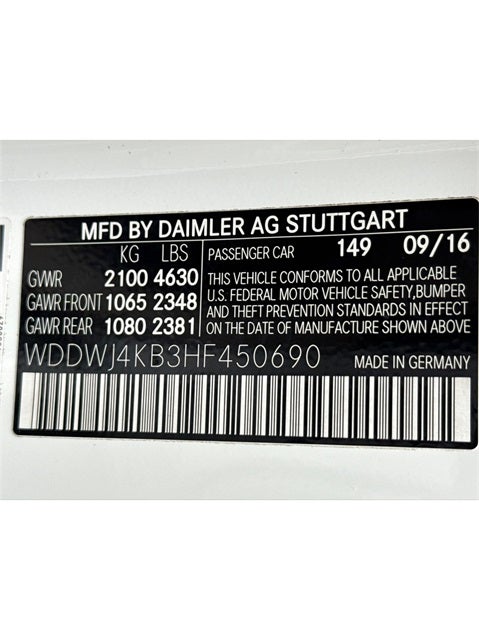 MFD BY DAIMLER AG STUTTGART
KG LBS
GVWR 2100 4630
GAWR FRONT 1065 2348
GAWR REAR 1080 2381
PASSENGER CAR 149 09/16
THIS VEHICLE CONFORMS TO ALL APPLICABLE
U.S. FEDERAL MOTOR VEHICLE SAFETY,BUMPER
AND THEFT PREVENTION STANDARDS IN EFFECT
ON DATE OF MANUFACTURE SHOWN ABOVE
WDDWJ4KB3HF450690 MADE IN GERMANY